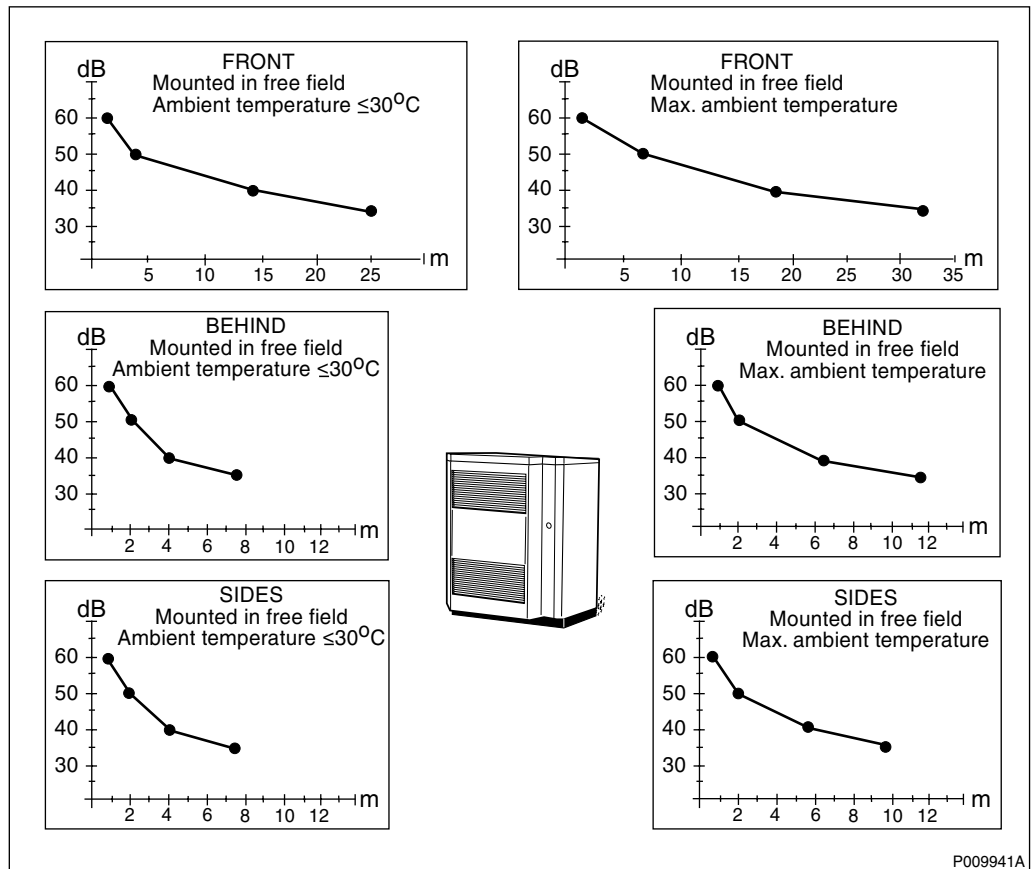 FRONT
dB
Mounted in free field
Ambient temperature ≤30°C
60
50
40
30
5 10 15 20 25 m
FRONT
dB
Mounted in free field
Max. ambient temperature
60
50
40
30
5 10 15 20 25 30 35 m
BEHIND
dB
Mounted in free field
Ambient temperature ≤30°C
60
50
40
30
2 4 6 8 10 12 m
BEHIND
dB
Mounted in free field
Max. ambient temperature
60
50
40
30
2 4 6 8 10 12 m
SIDES
dB
Mounted in free field
Ambient temperature ≤30°C
60
50
40
30
2 4 6 8 10 12 m
SIDES
dB
Mounted in free field
Max. ambient temperature
60
50
40
30
2 4 6 8 10 12 m
P009941A